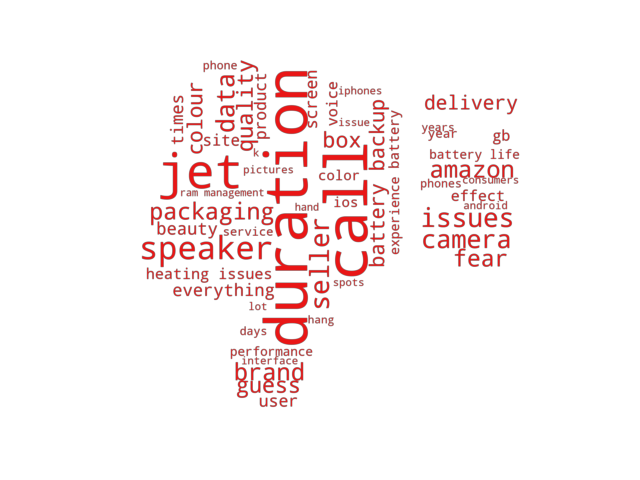 phone
times
colour
data
quality
product
duration
screen
voice
iphones
issue
site
k
box
jet
pictures
color
call
ram management
hand
ios
battery backup
experience battery
packaging
beauty
service
speaker
seller
heating issues
everything
spots
lot
hang
days
performance
interface
brand
guess
user
delivery
years
year
gb
battery life
amazon
phones
consumers
effect
android
issues
camera
fear